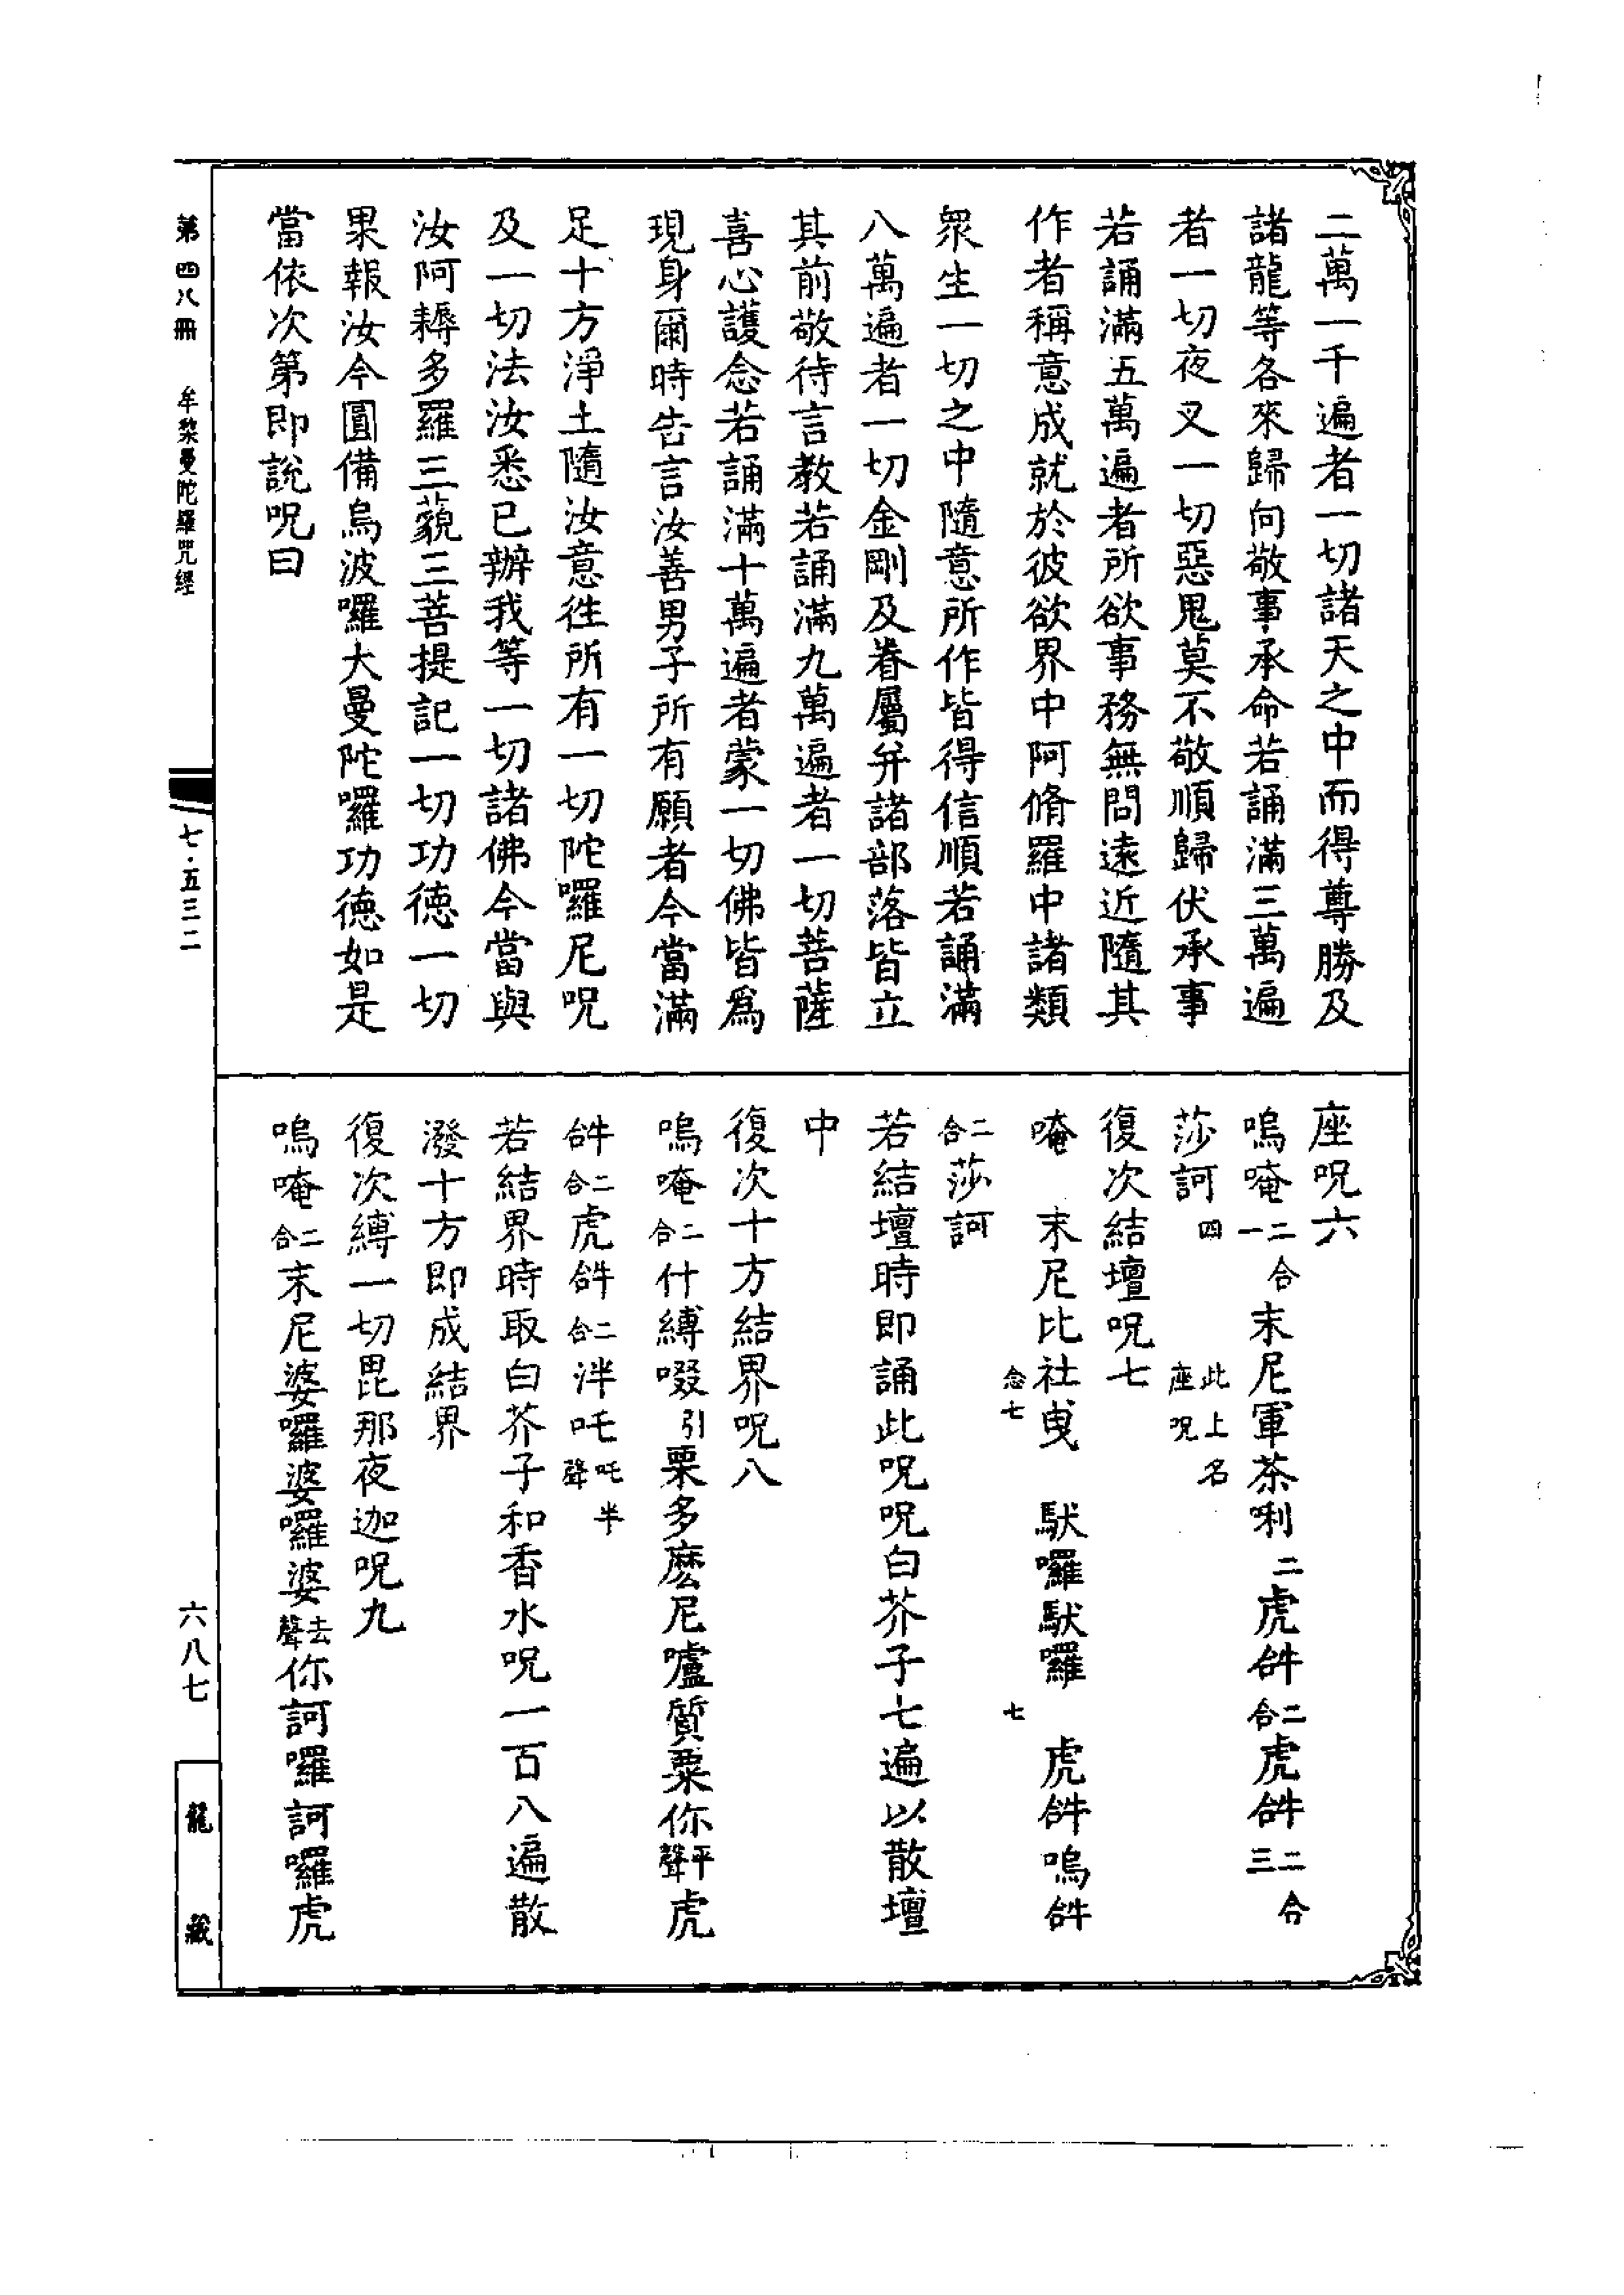 二萬一千遍者一切諸天之中而得尊勝及
諸龍等各來歸向敬事承命若誦滿三萬遍
者一切夜叉一切惡鬼莫不敬順歸伏承事
若誦滿五萬遍者所欲事務無問遠近隨其
作者稱意成就於彼欲界中阿脩羅中諸類
眾生一切之中隨意所作皆得信順若誦滿
八萬遍者一切金剛及眷屬并諸部落皆立
其前敬待言教若誦滿九萬遍者一切菩薩
喜心護念若誦滿十萬遍者蒙一切佛皆為
現身爾時告言汝善男子所有願者今當滿
足十方淨土隨汝意往所有一切陀囉尼呪
及一切法汝悉已辦我等一切諸佛今當與
汝阿耨多羅三藐三菩提記一切功德一切
果報汝今圓備烏波囉大曼陀囉功德如是
當依次第即說呪曰
座呪六
嗚唵二合一末尼軍荼唎二虎𤙖二合虎𤙖二合三
莎訶四 此上名座呪
復次結壇呪七
唵 末尼比社曳 馱囉馱囉 虎𤙖嗚𤙖
念七 七
二合莎訶
若結壇時即誦此呪呪白芥子七遍以散壇
中
復次十方結界呪八
嗚唵二合什縛啜引栗多麼尼嚧質粟你平聲虎
𤙖二合虎𤙖二合泮吒吒半聲
若結界時取白芥子和香水呪一百八遍散
潑十方即成結界
復次縛一切毘那夜迦呪九
嗚唵二合末尼婆囉婆囉婆去聲你訶囉訶囉虎
第四八冊 牟梨曼陀羅咒經
七·五三二
六八七
龍藏